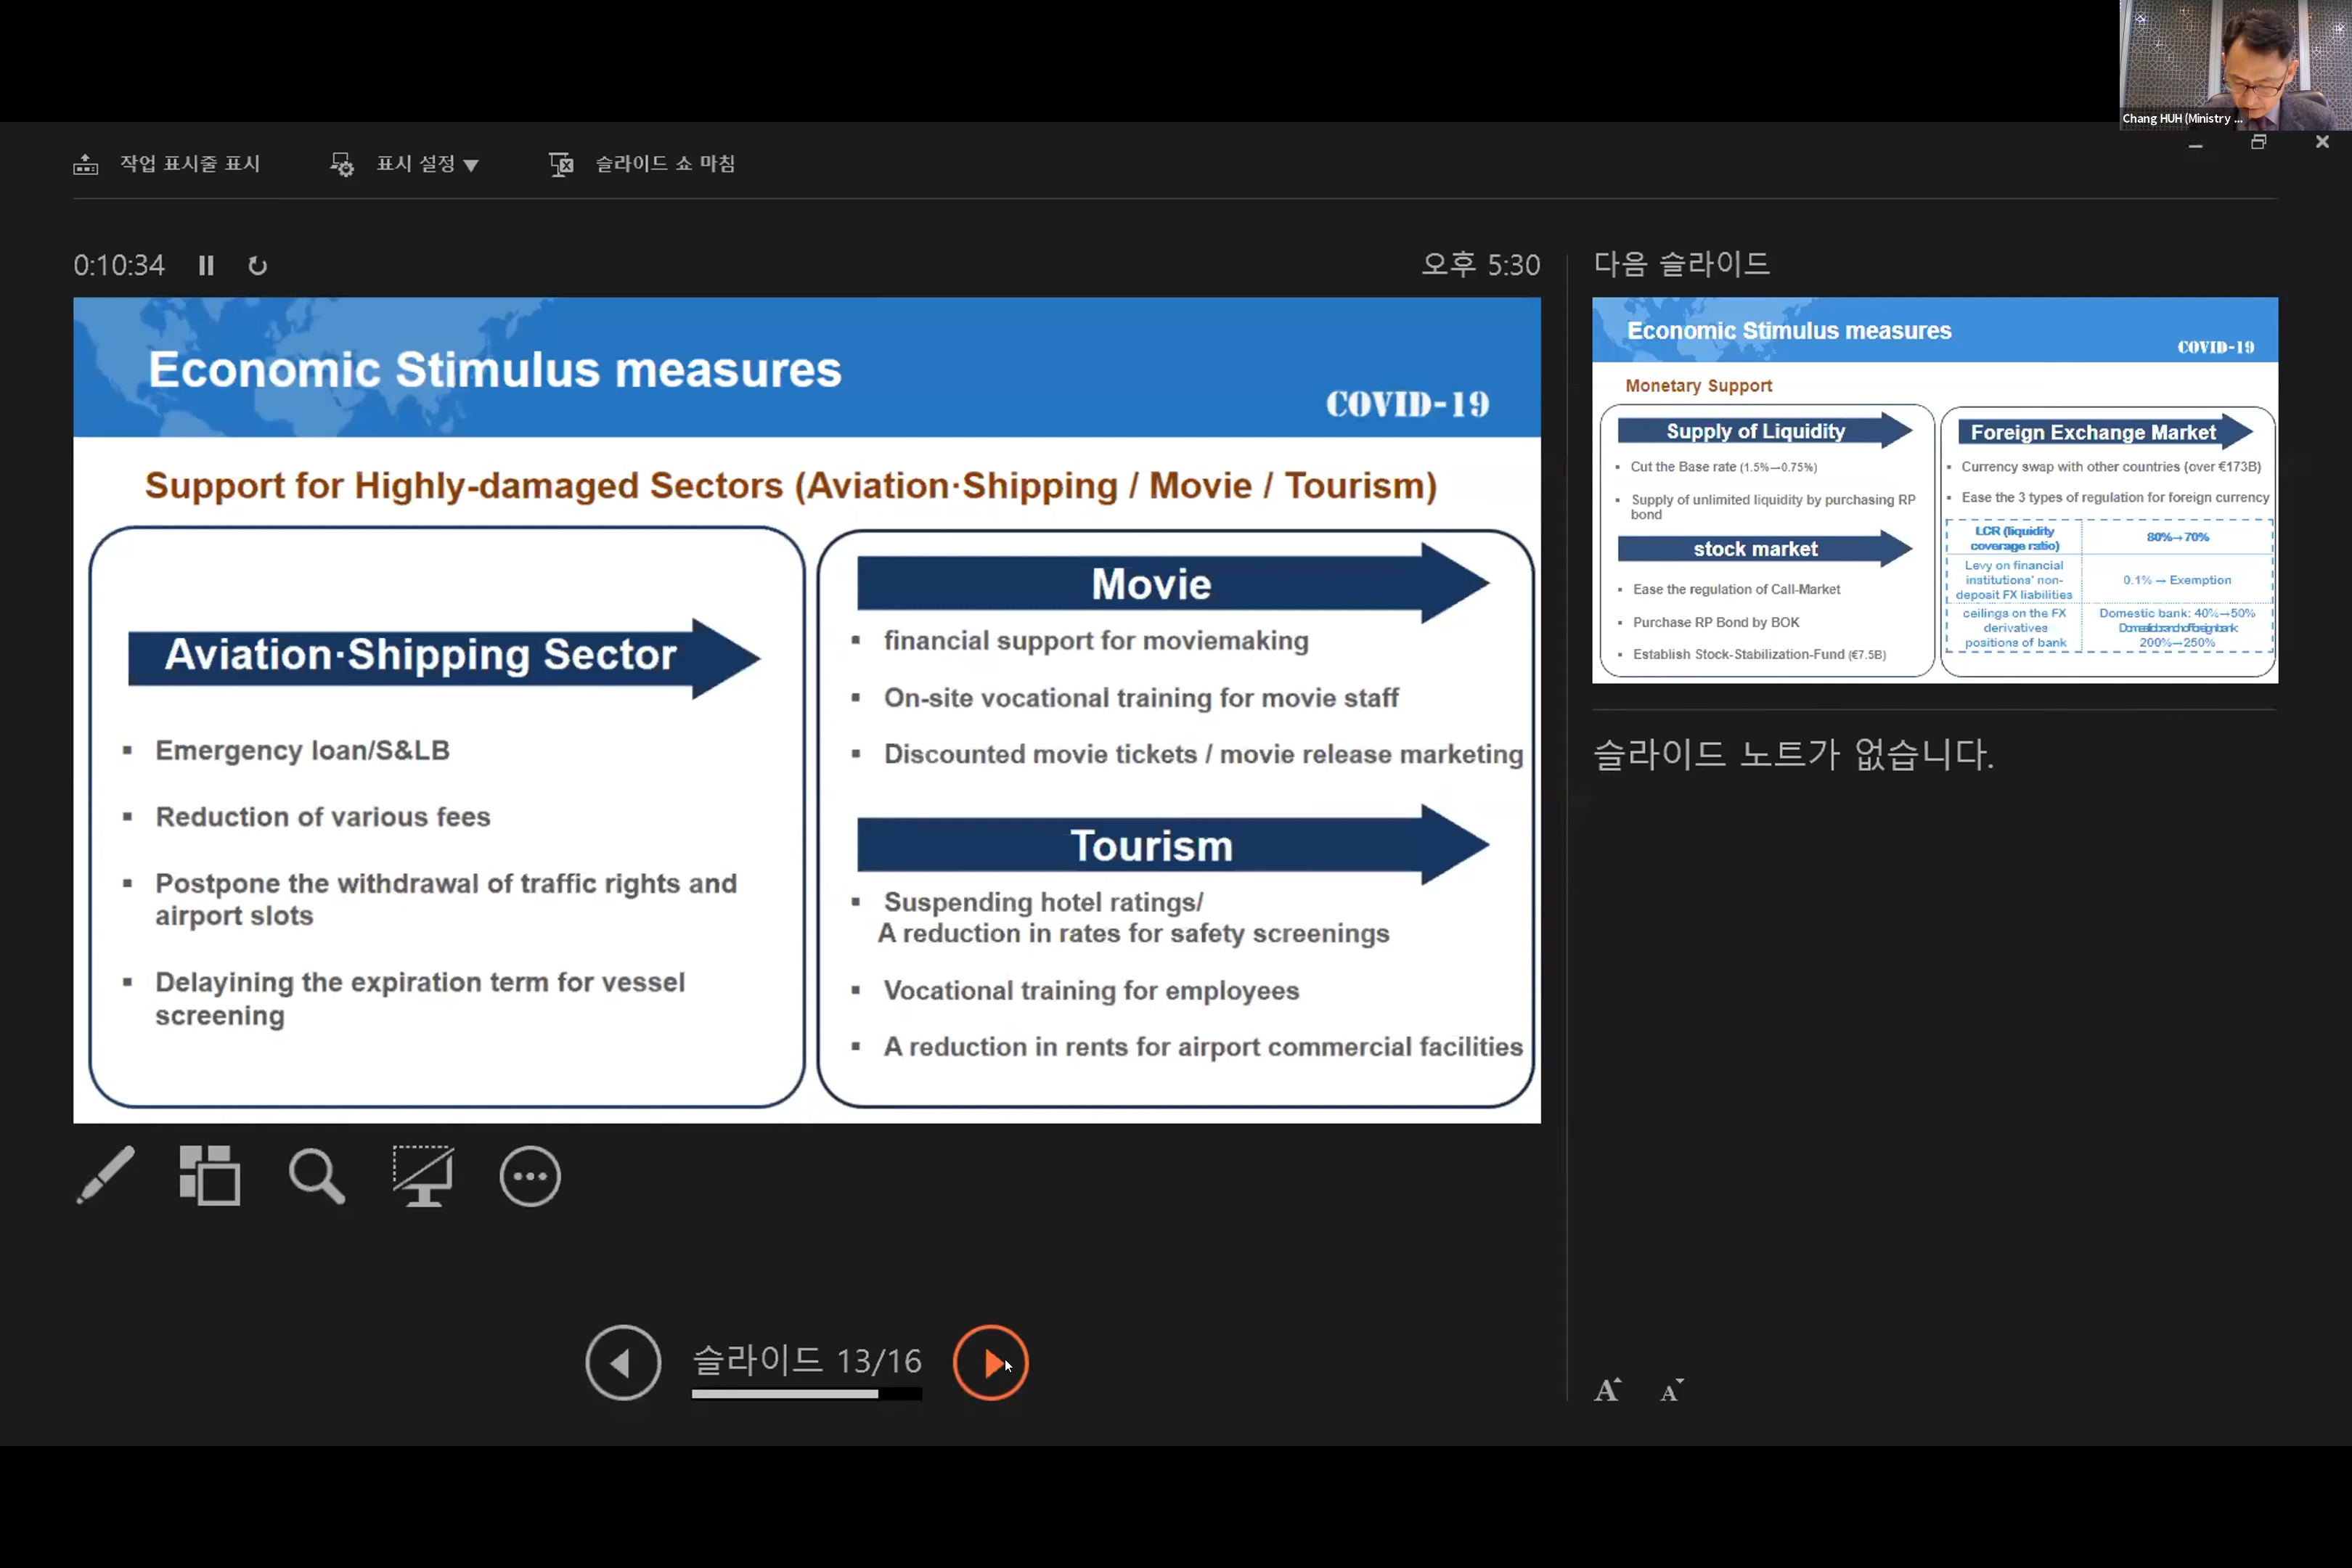 Chang HUH (Ministry ...
작업 표시줄 표시
표시 설정
슬라이드 쇼 마침
0:10:34
오후 5:30
다음 슬라이드
Economic Stimulus measures
COVID-19
Support for Highly-damaged Sectors (Aviation·Shipping / Movie / Tourism)
Aviation·Shipping Sector
▪ Emergency loan/S&LB
▪ Reduction of various fees
▪ Postpone the withdrawal of traffic rights and
airport slots
▪ Delayining the expiration term for vessel
screening
Movie
▪ financial support for moviemaking
▪ On-site vocational training for movie staff
▪ Discounted movie tickets / movie release marketing
Tourism
▪ Suspending hotel ratings/
A reduction in rates for safety screenings
▪ Vocational training for employees
▪ A reduction in rents for airport commercial facilities
Economic Stimulus measures
COVID-19
Monetary Support
Supply of Liquidity
▪ Cut the Base rate (1.5%→0.75%)
▪ Supply of unlimited liquidity by purchasing RP
bond
stock market
▪ Ease the regulation of Call-Market
▪ Purchase RP Bond by BOK
▪ Establish Stock-Stabilization-Fund (€7.5B)
Foreign Exchange Market
▪ Currency swap with other countries (over €173B)
▪ Ease the 3 types of regulation for foreign currency
LCR (liquidity
coverage ratio)
80%→70%
Levy on financial
institutions' non-
deposit FX liabilities
0.1% → Exemption
ceilings on the FX
derivatives
positions of bank
Domestic bank: 40%→50%
200%→250%
슬라이드 노트가 없습니다.
슬라이드 13/16
A A